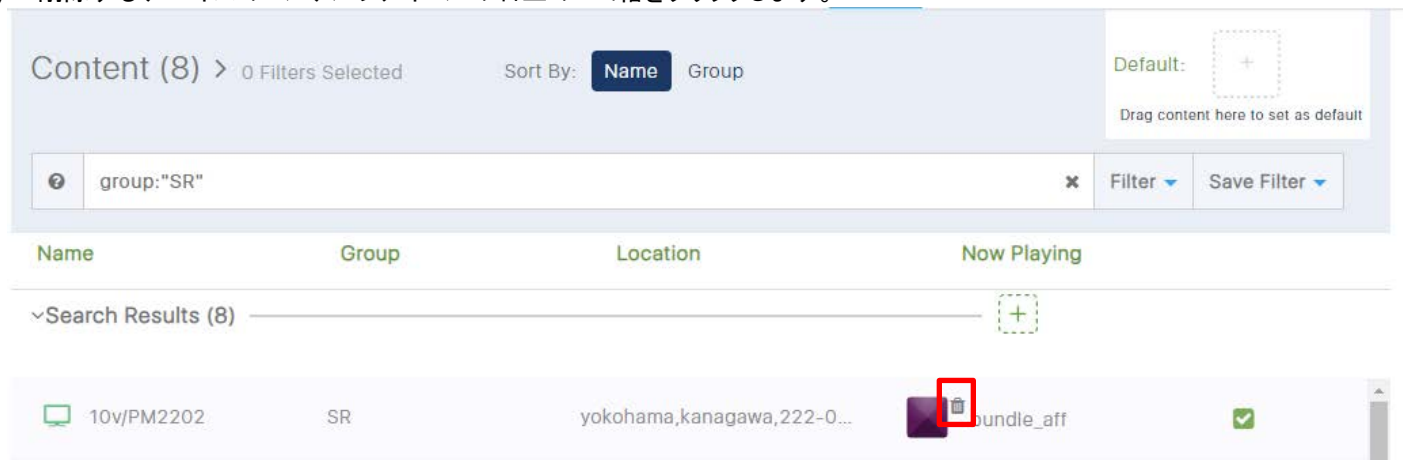 Content (8) > 0 Filters Selected Sort By: Name Group
Default: +
Drag content here to set as default
group:"SR" Filter Save Filter
Name Group Location Now Playing
Search Results (8) +
10v/PM2202 SR yokohama,kanagawa,222-0... bundle_aff